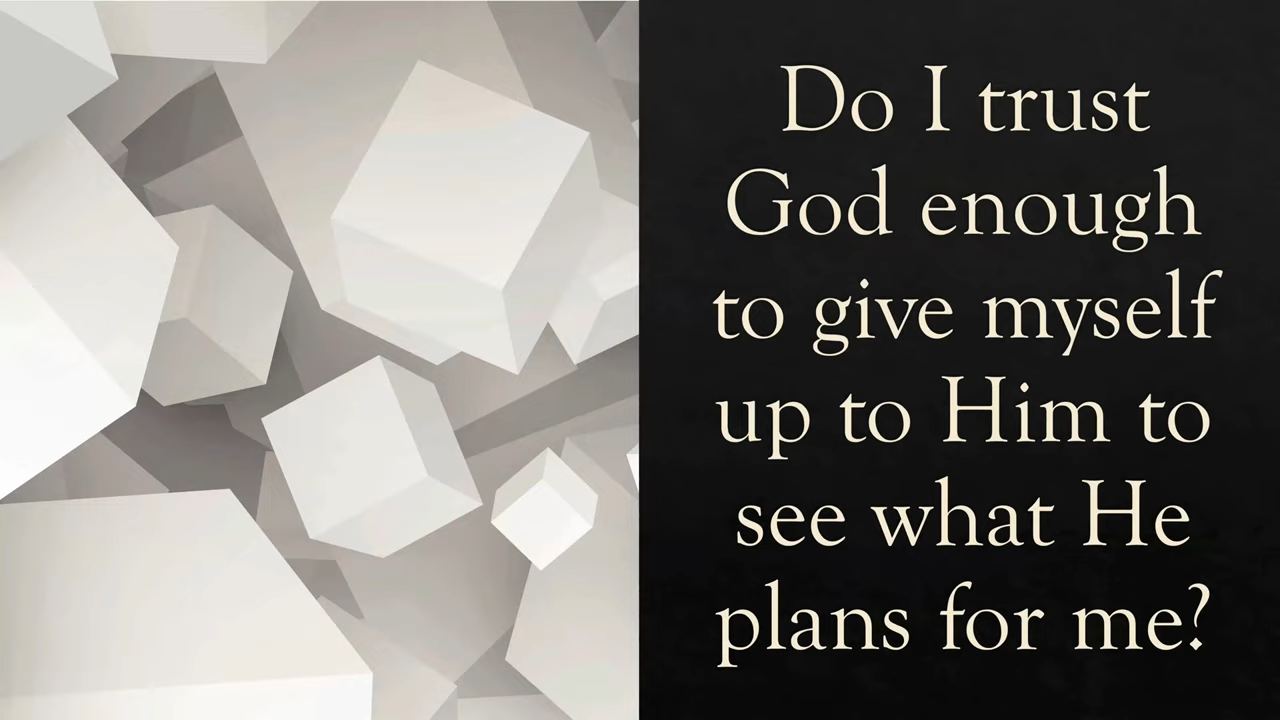 Do I trust
God enough
to give myself
up to Him to
see what He
plans for me?